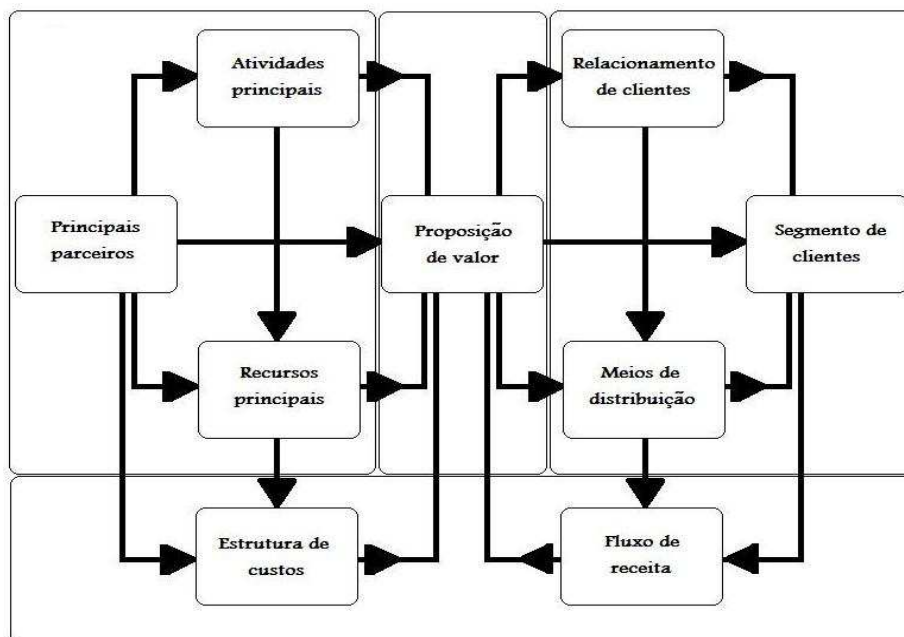 Atividades
principais
Relacionamento
de clientes
Principais
parceiros
Proposição
de valor
Segmento de
clientes
Recursos
principais
Meios de
distribuição
Estrutura de
custos
Fluxo de
receita